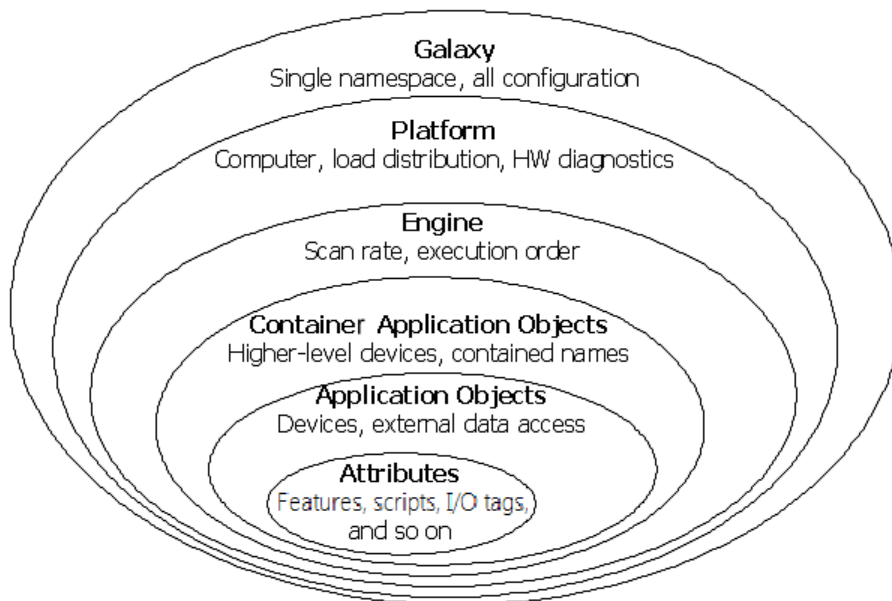 Galaxy
Single namespace, all configuration
Platform
Computer, load distribution, HW diagnostics
Engine
Scan rate, execution order
Container Application Objects
Higher-level devices, contained names
Application Objects
Devices, external data access
Attributes
Features, scripts, I/O tags,
and so on